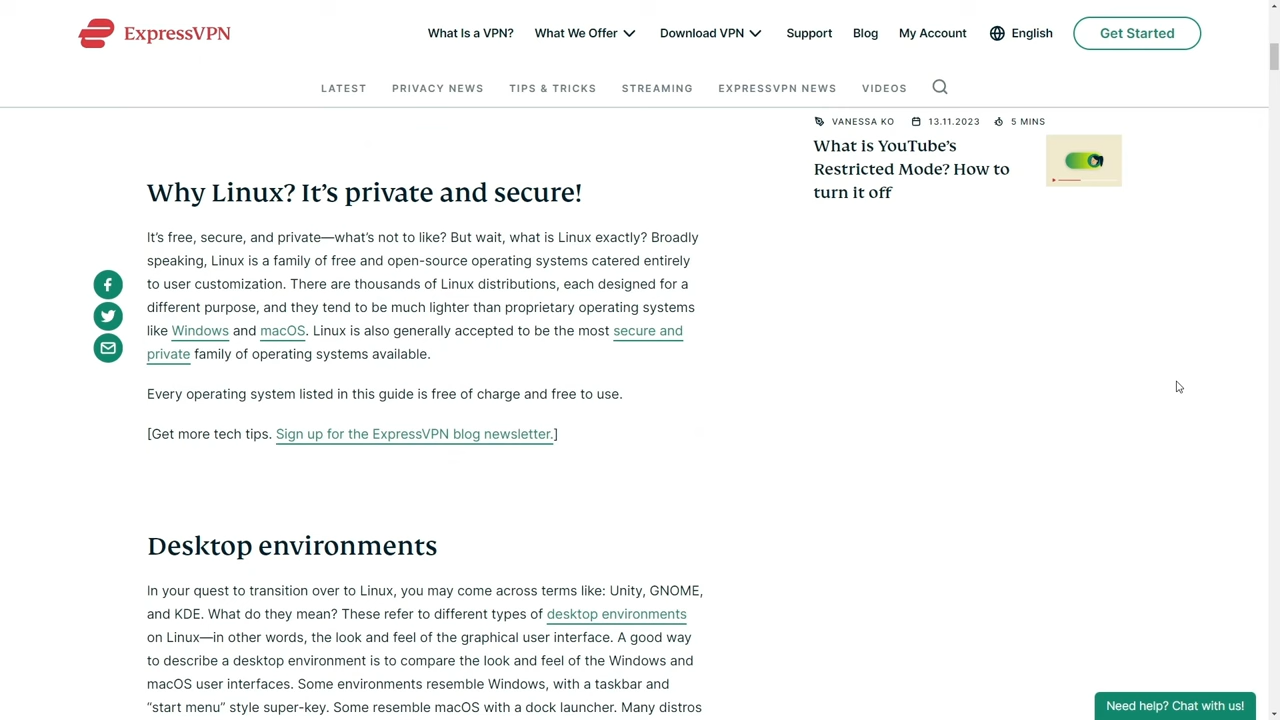 ExpressVPN
What Is a VPN? What We Offer Download VPN Support Blog My Account English Get Started
LATEST PRIVACY NEWS TIPS & TRICKS STREAMING EXPRESSVPN NEWS VIDEOS
VANESSA KO 13.11.2023 5 MINS
What is YouTube's
Restricted Mode? How to
turn it off
Why Linux? It's private and secure!
It's free, secure, and private—what's not to like? But wait, what is Linux exactly? Broadly
speaking, Linux is a family of free and open-source operating systems catered entirely
to user customization. There are thousands of Linux distributions, each designed for a
different purpose, and they tend to be much lighter than proprietary operating systems
like Windows and macOS. Linux is also generally accepted to be the most secure and
private family of operating systems available.
Every operating system listed in this guide is free of charge and free to use.
[Get more tech tips. Sign up for the ExpressVPN blog newsletter.]
Desktop environments
In your quest to transition over to Linux, you may come across terms like: Unity, GNOME,
and KDE. What do they mean? These refer to different types of desktop environments
on Linux—in other words, the look and feel of the graphical user interface. A good way
to describe a desktop environment is to compare the look and feel of the Windows and
macOS user interfaces. Some environments resemble Windows, with a taskbar and
“start menu” style super-key. Some resemble macOS with a dock launcher. Many distros
Need help? Chat with us!